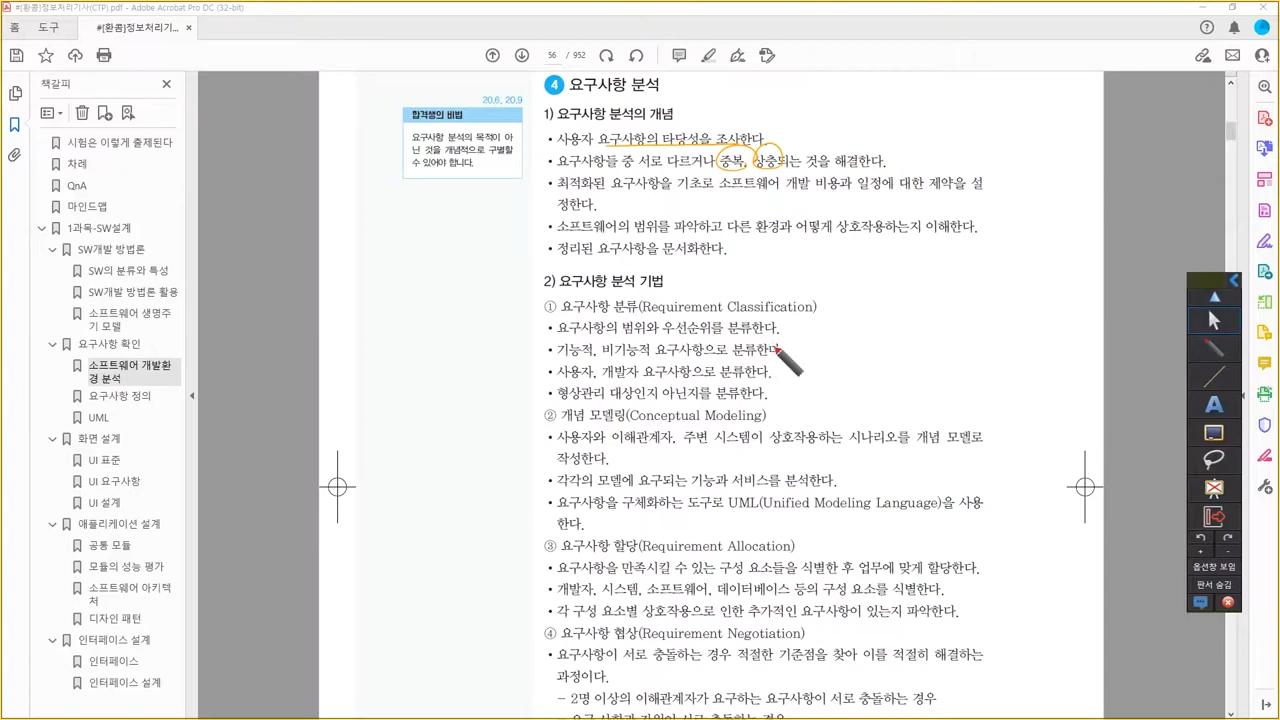 #[환콤]정보처리기사(CTP).pdf - Adobe Acrobat Pro DC (32-bit)
홈
도구
#[환콤]정보처리기...
56 / 952
책갈피
시험은 이렇게 출제된다
차례
QnA
마인드맵
1과목-SW설계
SW개발 방법론
SW의 분류와 특성
SW개발 방법론 활용
소프트웨어 생명주
기 모델
요구사항 확인
소프트웨어 개발환
경 분석
요구사항 정의
UML
화면 설계
UI 표준
UI 요구사항
UI 설계
애플리케이션 설계
공통 모듈
모듈의 성능 평가
소프트웨어 아키텍
처
디자인 패턴
인터페이스 설계
인터페이스
인터페이스 설계
20.6, 20.9
합격생의 비법
요구사항 분석의 목적이 아
닌 것을 개념적으로 구별할
수 있어야 합니다.
4 요구사항 분석
1) 요구사항 분석의 개념
• 사용자 요구사항의 타당성을 조사한다.
• 요구사항들 중 서로 다르거나 중복, 상충되는 것을 해결한다.
• 최적화된 요구사항을 기초로 소프트웨어 개발 비용과 일정에 대한 제약을 설
정한다.
• 소프트웨어의 범위를 파악하고 다른 환경과 어떻게 상호작용하는지 이해한다.
• 정리된 요구사항을 문서화한다.
2) 요구사항 분석 기법
① 요구사항 분류(Requirement Classification)
• 요구사항의 범위와 우선순위를 분류한다.
• 기능적, 비기능적 요구사항으로 분류한다
• 사용자, 개발자 요구사항으로 분류한다.
• 형상관리 대상인지 아닌지를 분류한다.
② 개념 모델링(Conceptual Modeling)
• 사용자와 이해관계자, 주변 시스템이 상호작용하는 시나리오를 개념 모델로
작성한다.
• 각각의 모델에 요구되는 기능과 서비스를 분석한다.
• 요구사항을 구체화하는 도구로 UML(Unified Modeling Language)을 사용
한다.
③ 요구사항 할당(Requirement Allocation)
• 요구사항을 만족시킬 수 있는 구성 요소들을 식별한 후 업무에 맞게 할당한다.
• 개발자, 시스템, 소프트웨어, 데이터베이스 등의 구성 요소를 식별한다.
• 각 구성 요소별 상호작용으로 인한 추가적인 요구사항이 있는지 파악한다.
④ 요구사항 협상(Requirement Negotiation)
• 요구사항이 서로 충돌하는 경우 적절한 기준점을 찾아 이를 적절히 해결하는
과정이다.
- 2명 이상의 이해관계자가 요구하는 요구사항이 서로 충돌하는 경우
A
+ -
옵션창 보임
판서 숨김